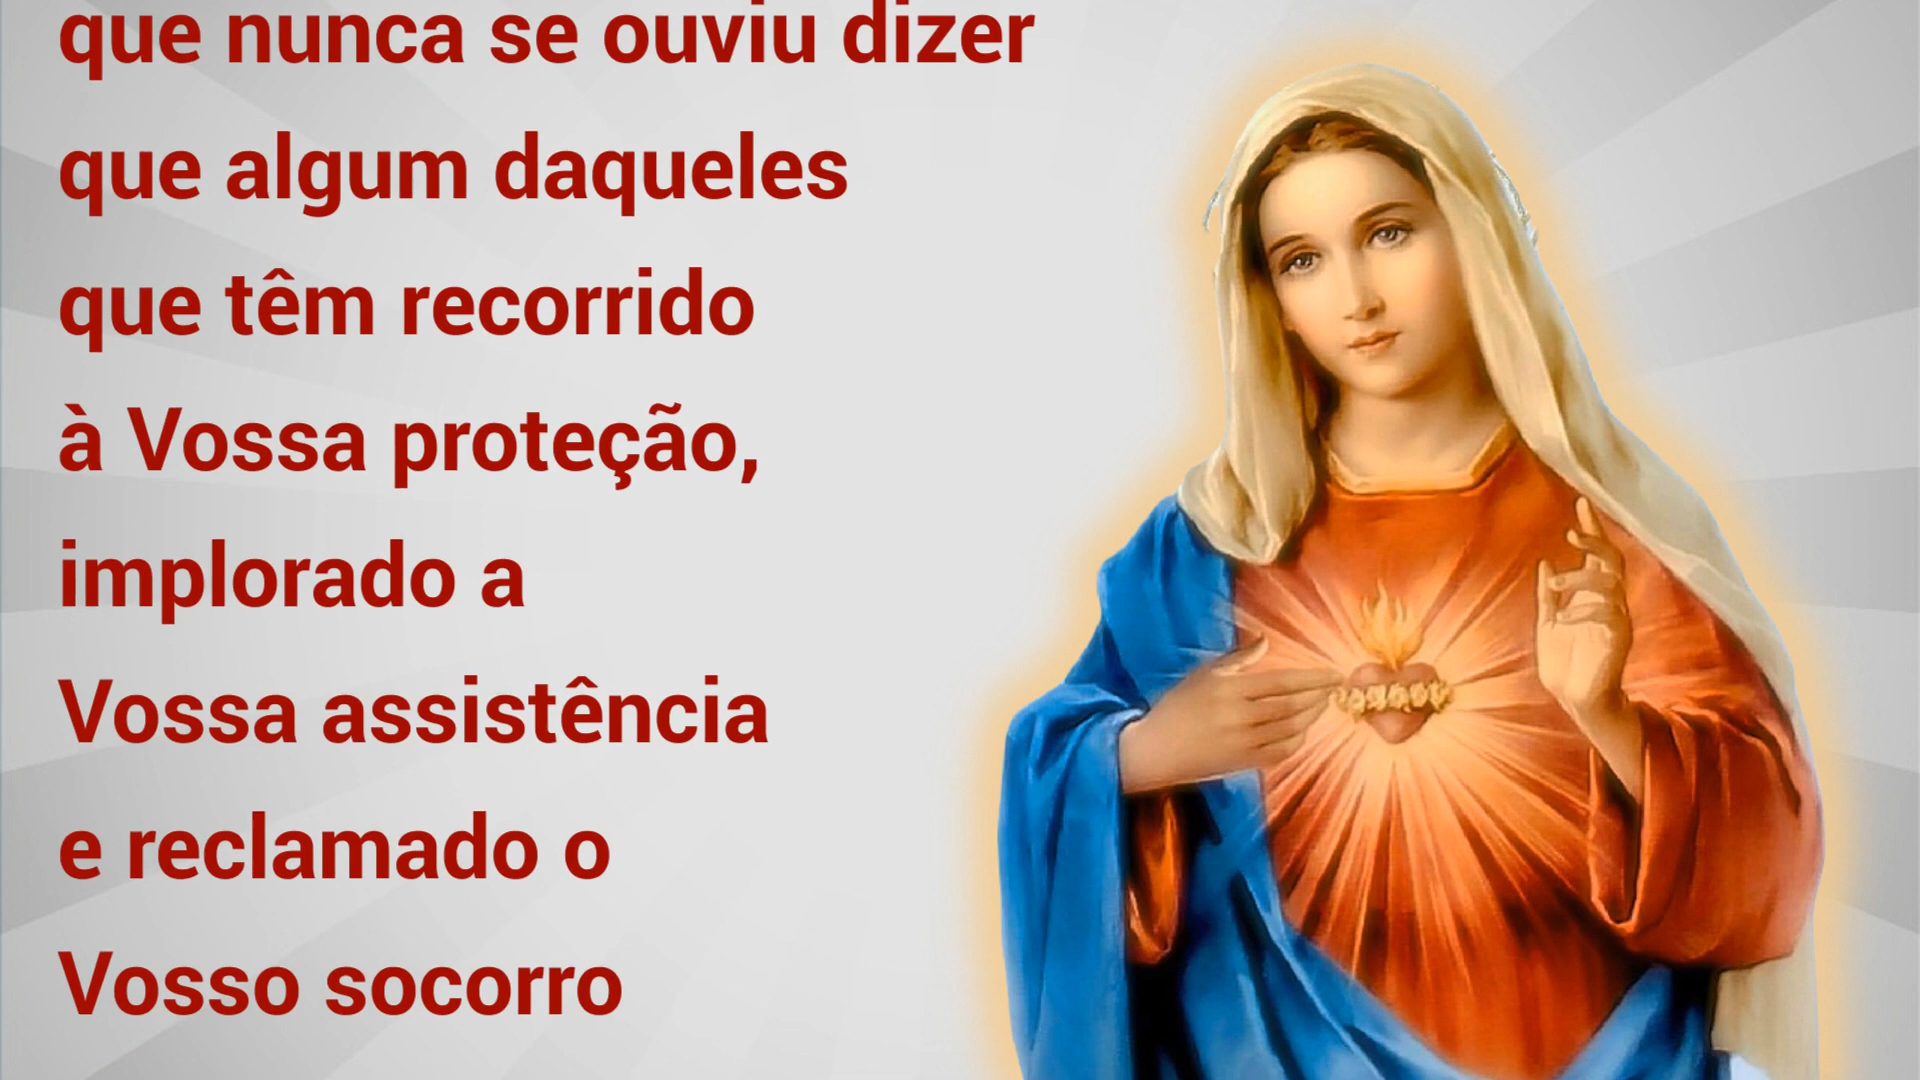 que nunca se ouviu dizer
que algum daqueles
que têm recorrido
à Vossa proteção,
implorado a
Vossa assistência
e reclamado o
Vosso socorro